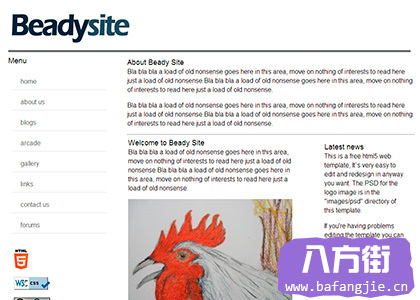 Beadysite
Menu
home
about us
blogs
arcade
gallery
links
contact us
forums
HTML
5
W3C css
About Beady Site
Bla bla bla a load of old nonsense goes here in this area, move on nothing of interests to read here
just a load of old nonsense.Bla bla bla a load of old nonsense goes here in this area, move on
nothing of interests to read here just a load of old nonsense.
Bla bla bla a load of old nonsense goes here in this area, move on nothing of interests to read here
just a load of old nonsense.Bla bla bla a load of old nonsense goes here in this area, move on
nothing of interests to read here just a load of old nonsense.
Welcome to Beady Site
Bla bla bla a load of old nonsense goes here in this area,
move on nothing of interests to read here just a load of old
nonsense.Bla bla bla a load of old nonsense goes here in this
area, move on nothing of interests to read here just a load of
old nonsense.
Latest news
This is a free html5 web
template, It's very easy to
edit and redesign in anyway
you want. The PSD for the
logo image is in the
"images/psd" directory of
this template.
If you're having problems
editing the template you can
八方街
www.bafangjie.cn